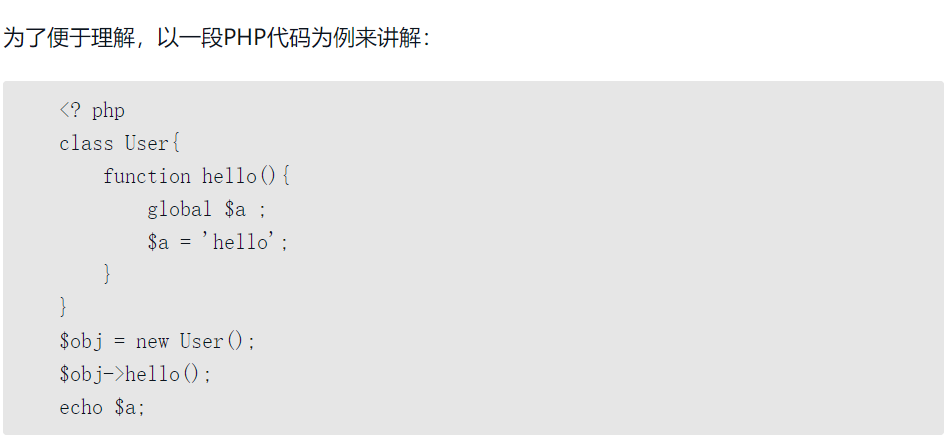 为了便于理解，以一段PHP代码为例来讲解：
<? php
class User{
    function hello(){
        global $a ;
        $a = 'hello';
    }
}
$obj = new User();
$obj->hello();
echo $a;